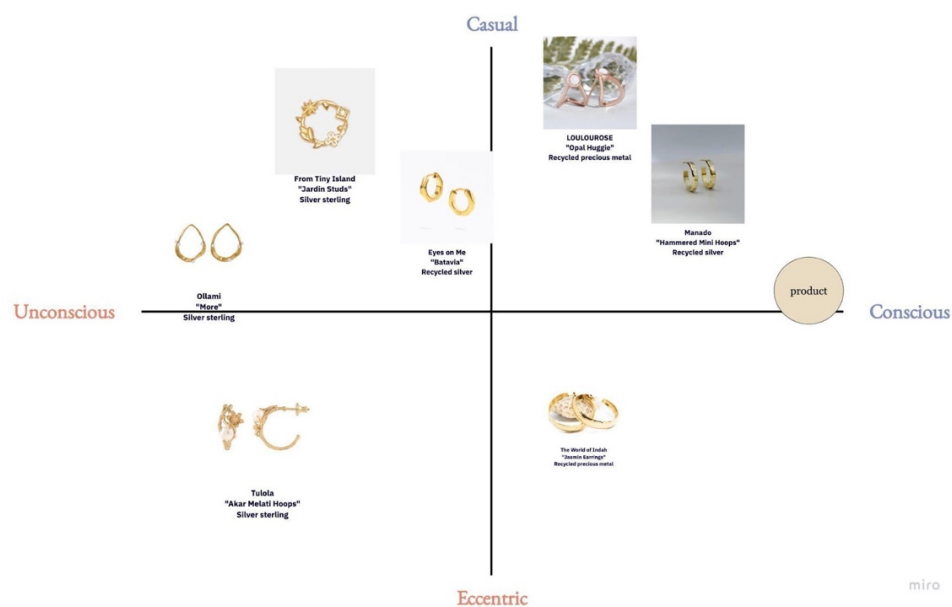 Casual
LOULOUROSE
"Opal Huggie"
Recycled precious metal
From Tiny Island
"Jardin Studs"
Silver sterling
Manado
"Hammered Mini Hoops"
Recycled silver
Eyes on Me
"Batavia"
Recycled silver
Ollami
"More"
Silver sterling
product
Unconscious
Conscious
The World of Indah
"Jasmin Earrings"
Recycled precious metal
Tulola
"Akar Melati Hoops"
Silver sterling
Eccentric
miro